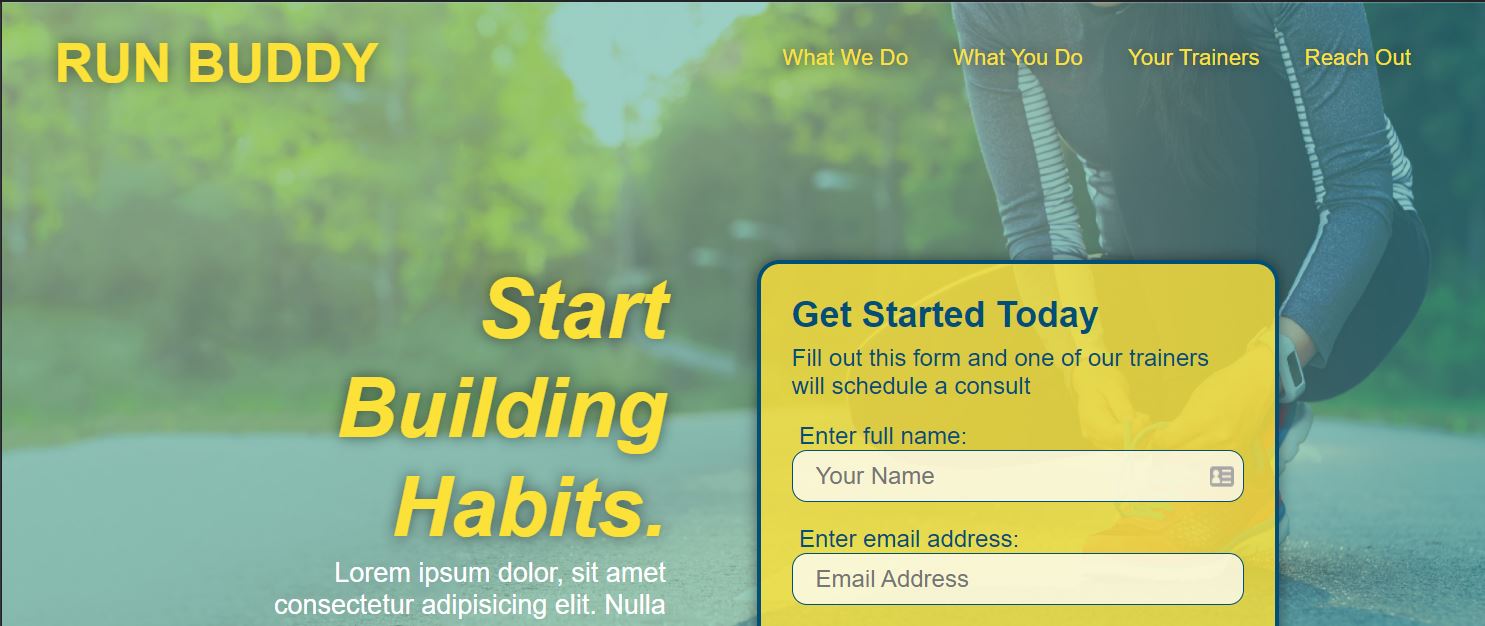 RUN BUDDY
What We Do What You Do Your Trainers Reach Out
Start
Building
Habits.
Lorem ipsum dolor, sit amet
consectetur adipisicing elit. Nulla
Get Started Today
Fill out this form and one of our trainers
will schedule a consult
Enter full name:
Your Name
Enter email address:
Email Address